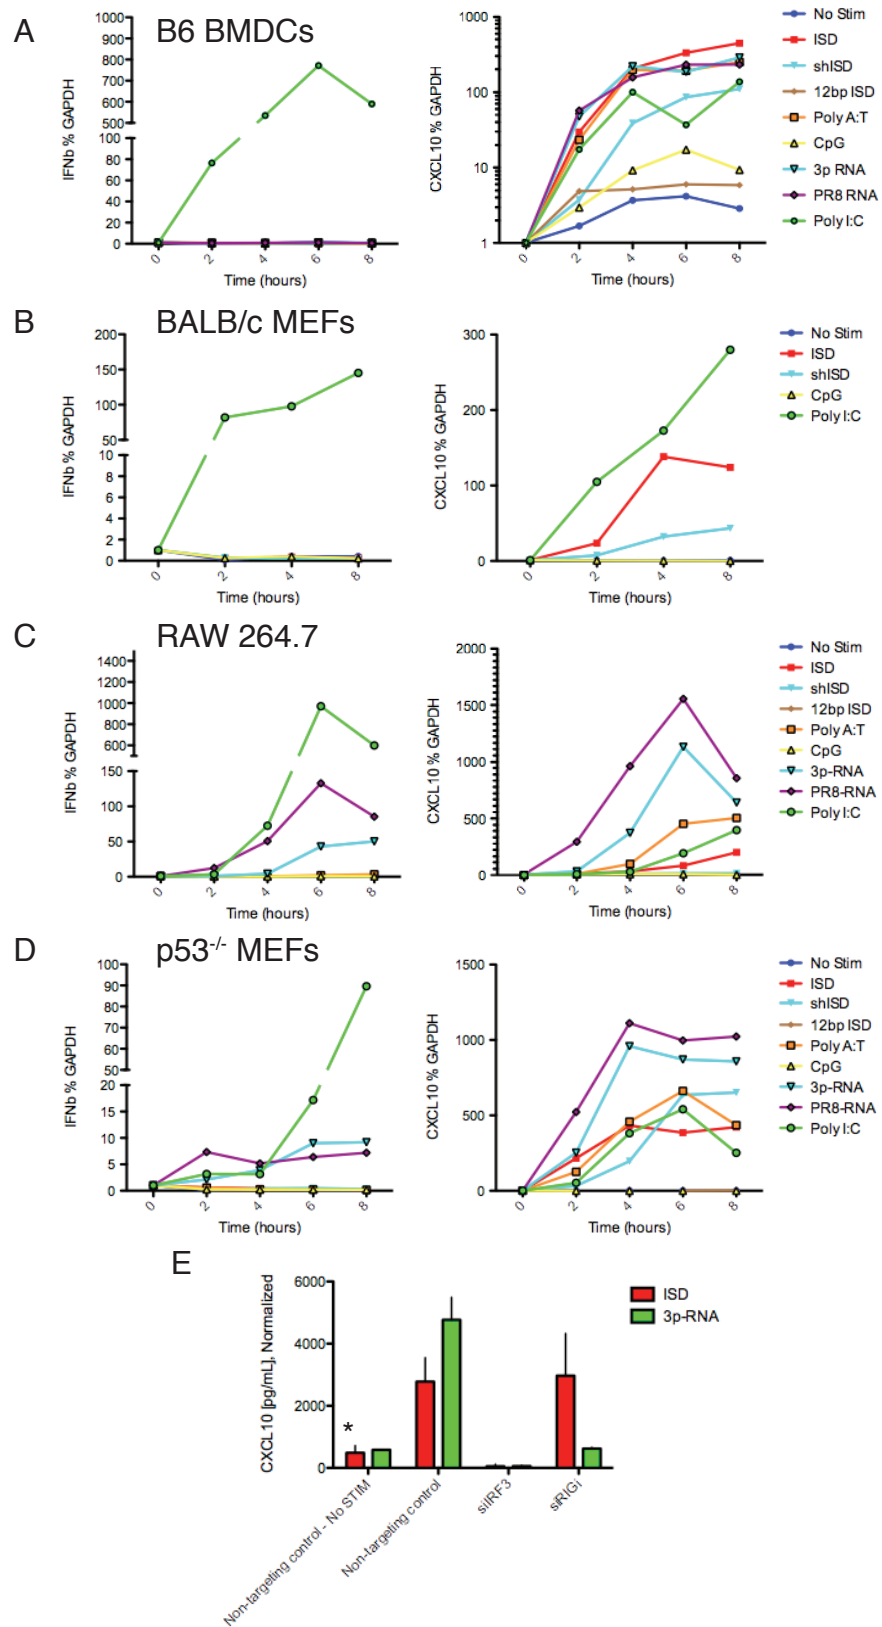 A B6 BMDCs
IFNb % GAPDH
1000
900
800
700
600
500
100
80
60
40
20
0
0 2 4 6 8
Time (hours)
CXCL10 % GAPDH
1000
100
10
1
0 2 4 6 8
Time (hours)
No Stim
ISD
shISD
12bp ISD
Poly A:T
CpG
3p RNA
PR8 RNA
Poly I:C
B BALB/c MEFs
IFNb % GAPDH
200
150
100
50
10
8
6
4
2
0
0 2 4 8
Time (hours)
CXCL10 % GAPDH
300
200
100
0
0 2 4 8
Time (hours)
No Stim
ISD
shISD
CpG
Poly I:C
C RAW 264.7
IFNb % GAPDH
1400
1200
1000
800
600
150
100
50
0
0 2 4 6 8
Time (hours)
CXCL10 % GAPDH
2000
1500
1000
500
0
0 2 4 6 8
Time (hours)
No Stim
ISD
shISD
12bp ISD
Poly A:T
CpG
3p-RNA
PR8-RNA
Poly I:C
D p53-/- MEFs
IFNb % GAPDH
100
90
80
70
60
50
20
15
10
5
0
0 2 4 6 8
Time (hours)
CXCL10 % GAPDH
1500
1000
500
0
0 2 4 6 8
Time (hours)
No Stim
ISD
shISD
12bp ISD
Poly A:T
CpG
3p-RNA
PR8-RNA
Poly I:C
E
CXCL10 [pg/mL], Normalized
6000
4000
2000
0
*
Non-targeting control - No STIM
Non-targeting control
siIRF3
siRIGi
ISD
3p-RNA